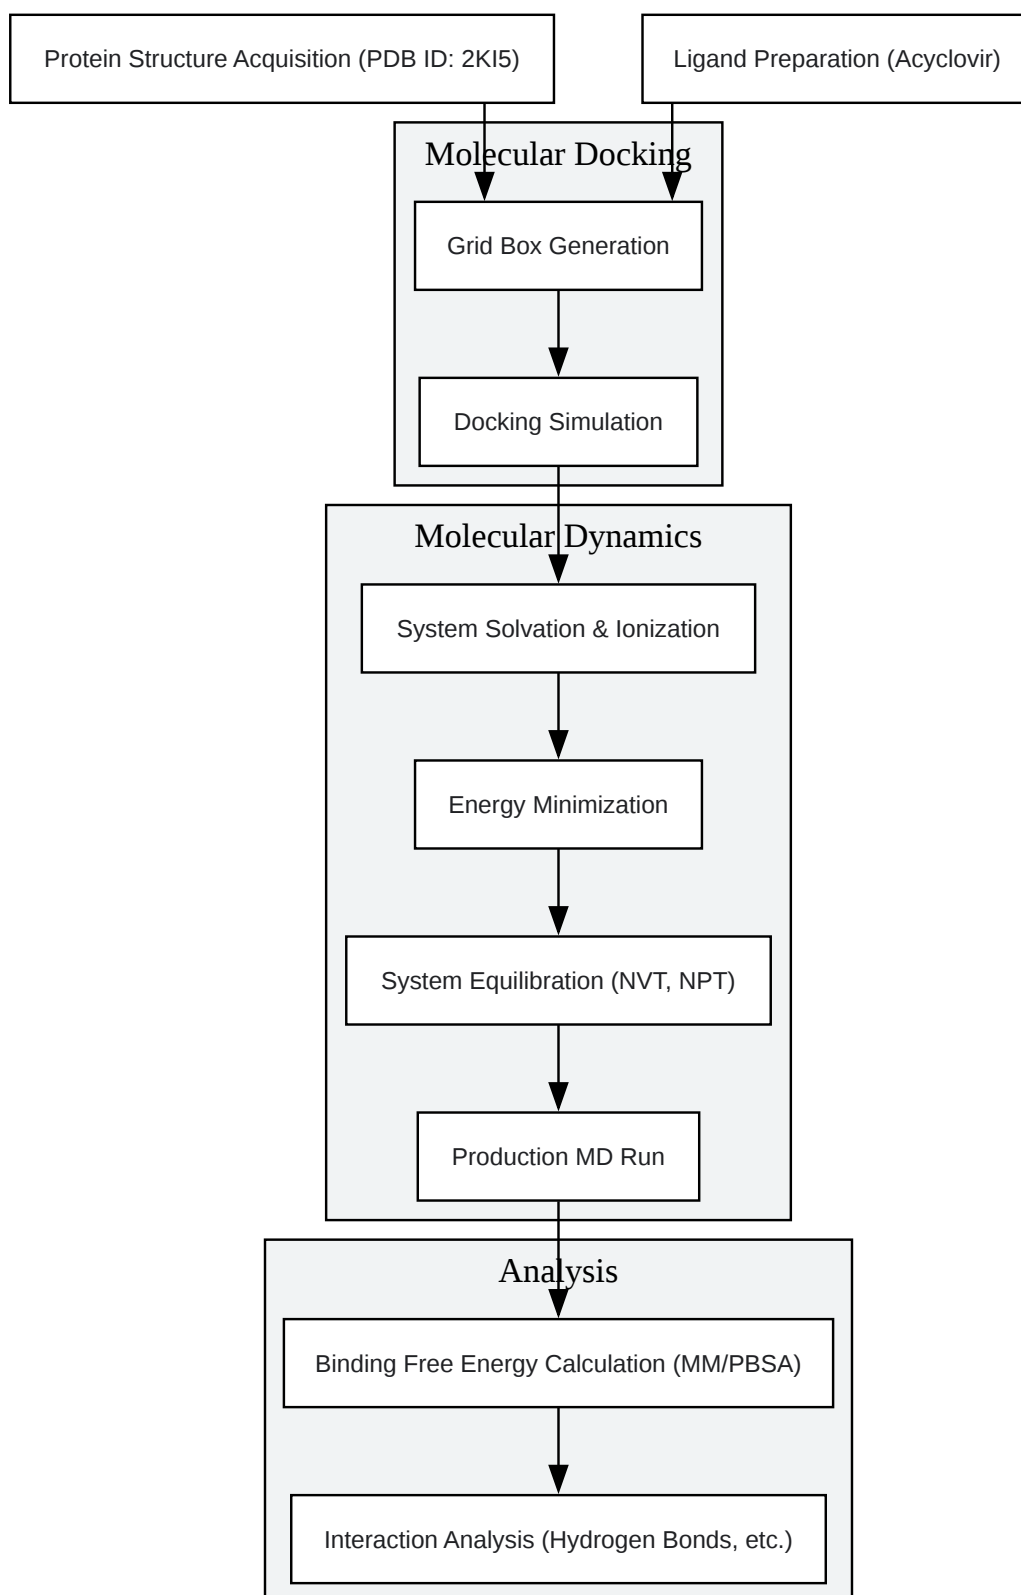 Protein Structure Acquisition (PDB ID: 2KI5)
Ligand Preparation (Acyclovir)
Molecular Docking
Grid Box Generation
Docking Simulation
Molecular Dynamics
System Solvation & Ionization
Energy Minimization
System Equilibration (NVT, NPT)
Production MD Run
Analysis
Binding Free Energy Calculation (MM/PBSA)
Interaction Analysis (Hydrogen Bonds, etc.)